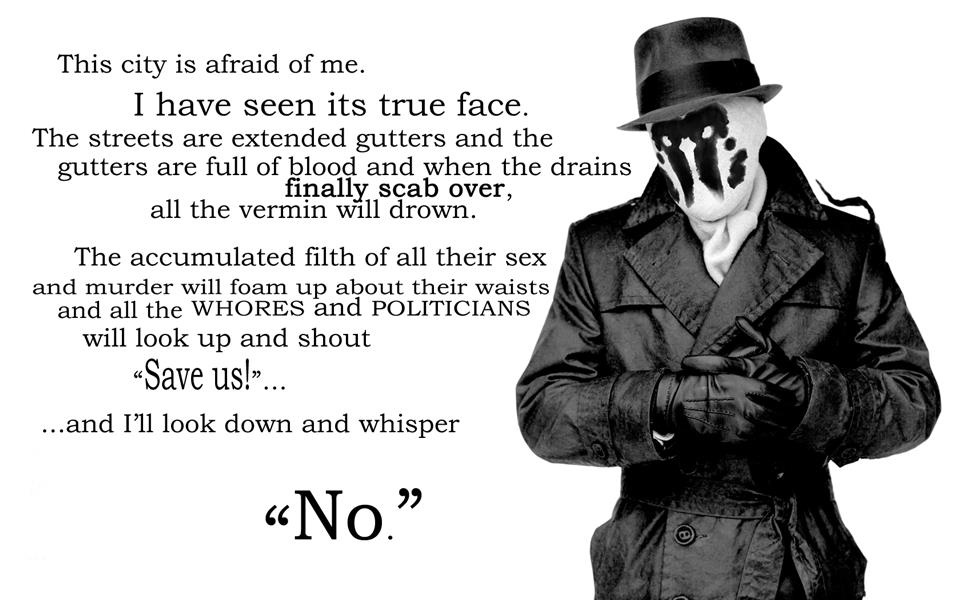 This city is afraid of me.
I have seen its true face.
The streets are extended gutters and the
gutters are full of blood and when the drains
finally scab over,
all the vermin will drown.
The accumulated filth of all their sex
and murder will foam up about their waists
and all the WHORES and POLITICIANS
will look up and shout
“Save us!”...
...and I’ll look down and whisper
“No.”